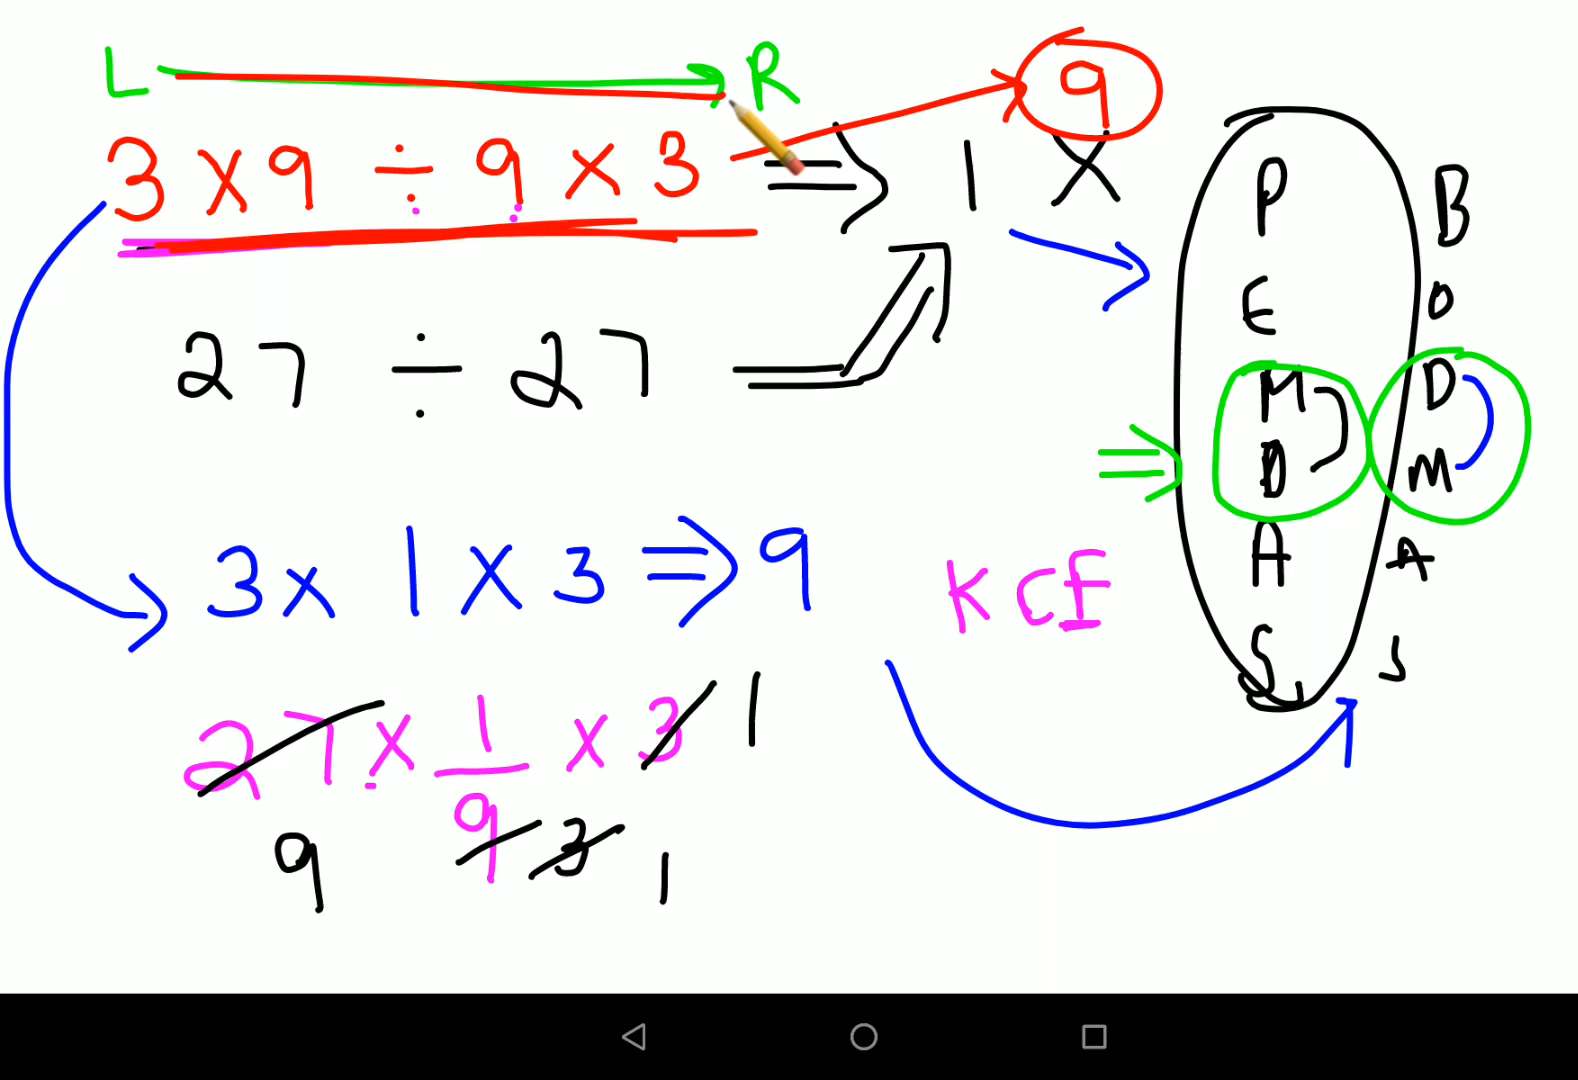 L R
9
3 × 9 ÷ 9 × 3 ⇒ 1 X
27 ÷ 27
3 × 1 × 3 ⇒ 9
KCF
27 × 1/9 × 3 1
9 3 1
P
E
M
D
A
S
B
O
D
M
A
S